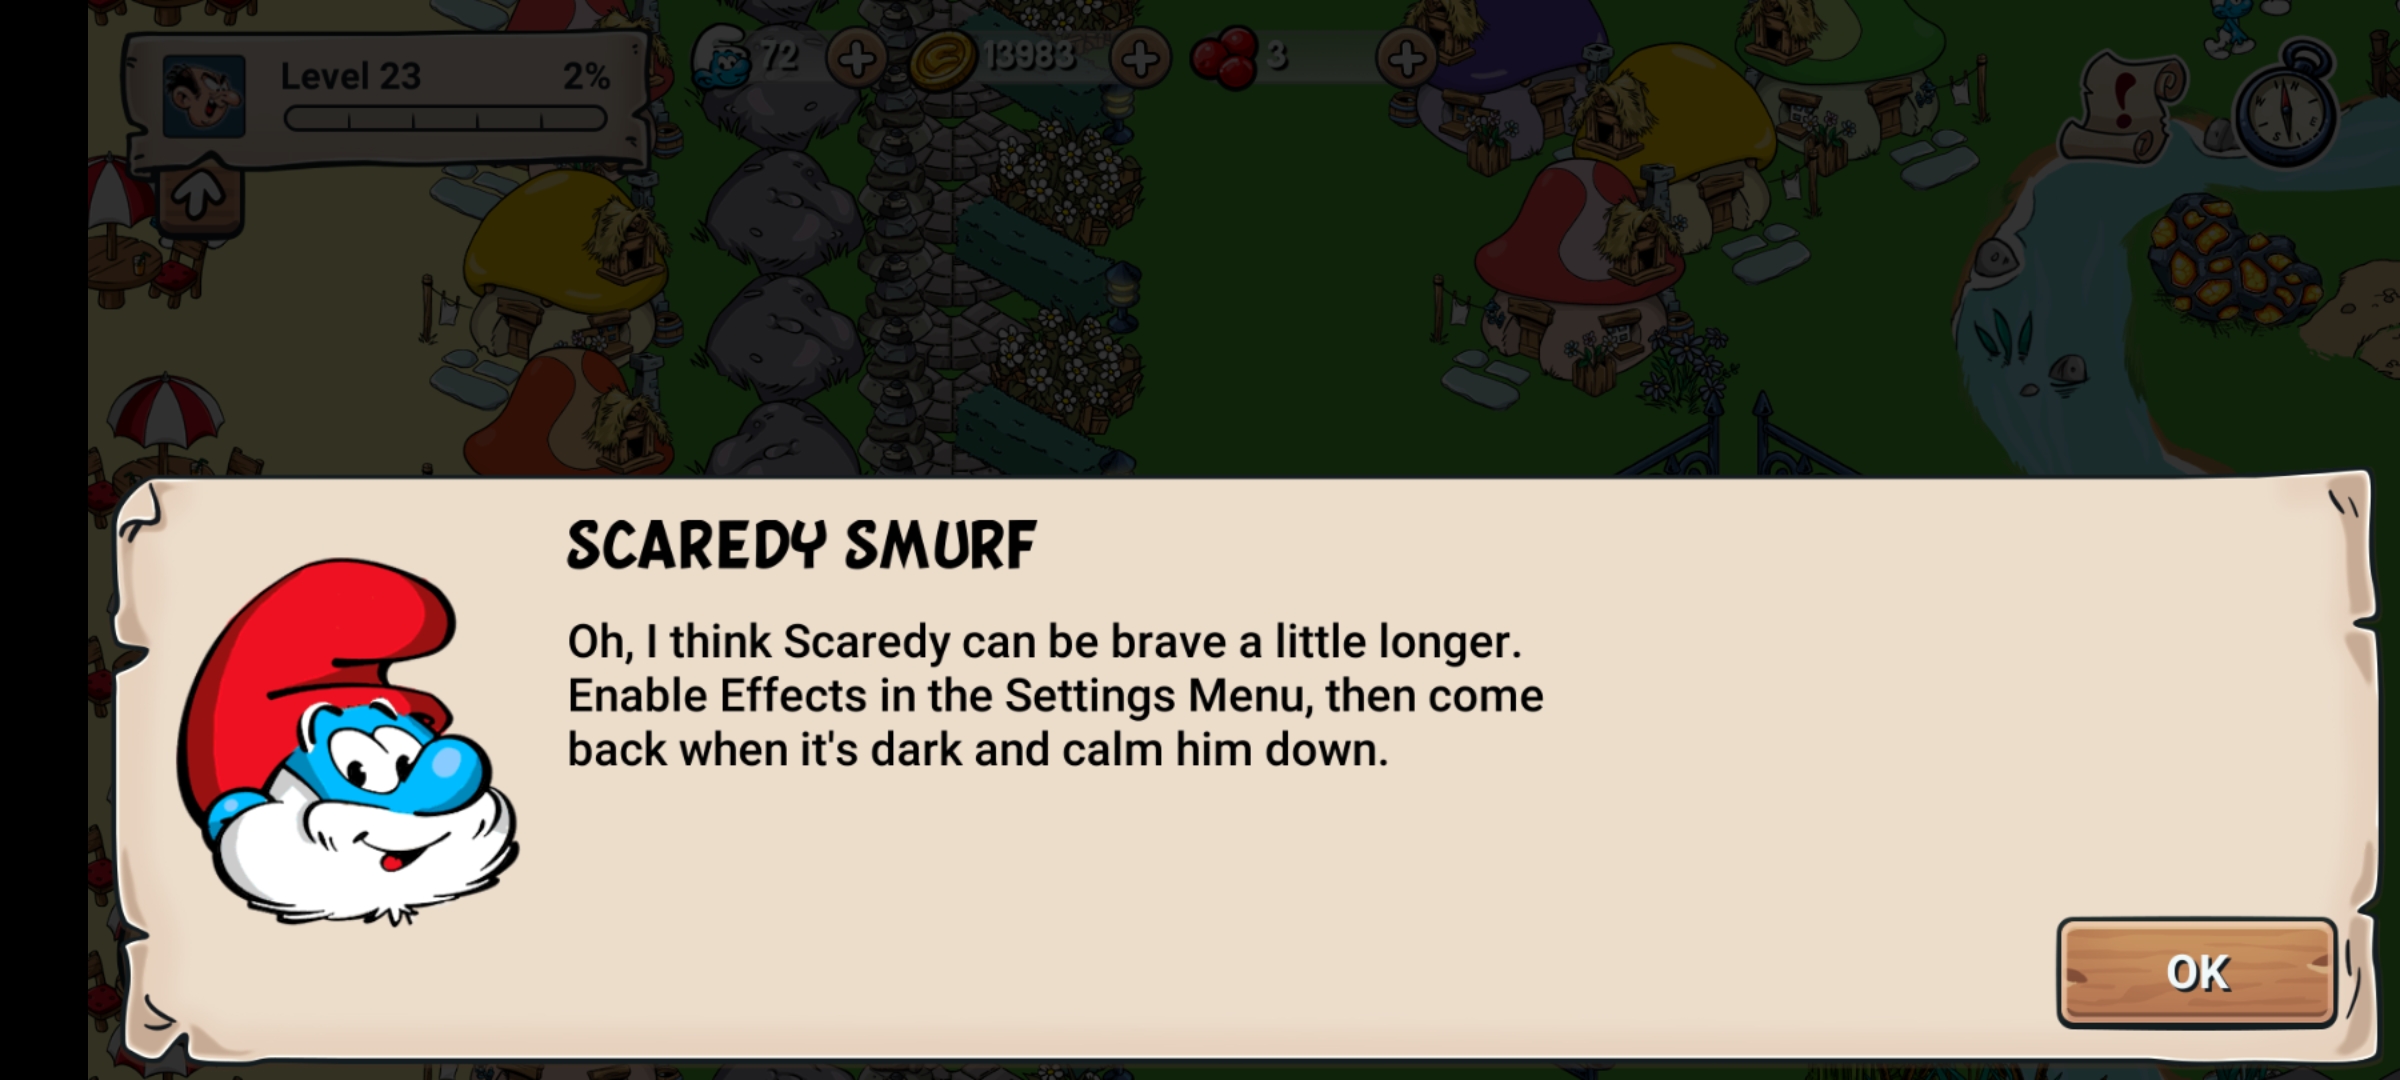 Level 23 2%
72
13983
3
SCAREDY SMURF
Oh, I think Scaredy can be brave a little longer.
Enable Effects in the Settings Menu, then come
back when it's dark and calm him down.
OK